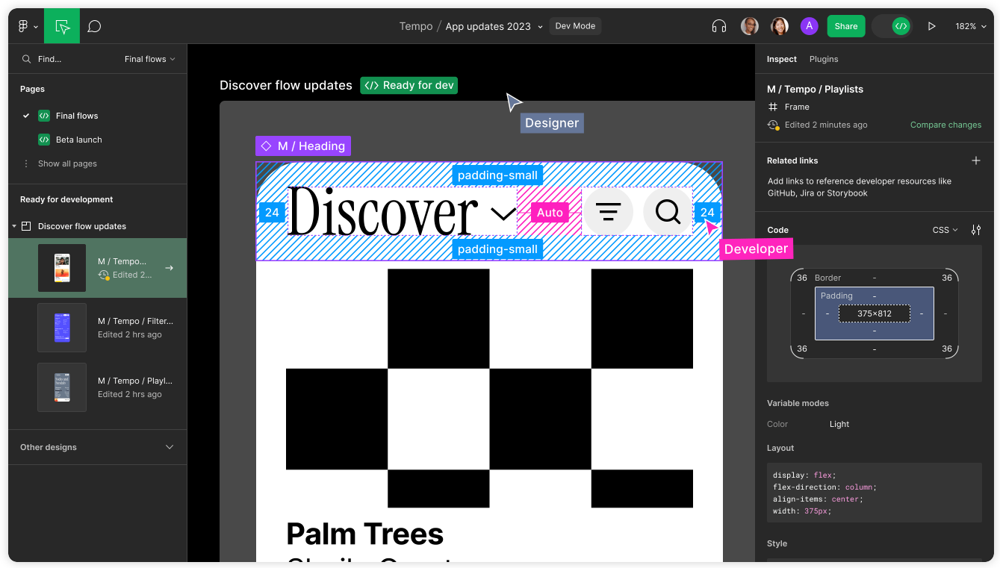 Tempo / App updates 2023
Dev Mode
A
Share
182%
Find...
Final flows
Pages
Final flows
Beta launch
Show all pages
Ready for development
Discover flow updates
M / Tempo...
Edited 2...
M / Tempo / Filter...
Edited 2 hrs ago
M / Tempo / Playl...
Edited 2 hrs ago
Other designs
Discover flow updates
</> Ready for dev
Designer
M / Heading
padding-small
24
Discover
Auto
24
padding-small
Developer
Palm Trees
Inspect
Plugins
M / Tempo / Playlists
Frame
Edited 2 minutes ago
Compare changes
Related links
Add links to reference developer resources like
GitHub, Jira or Storybook
Code
CSS
36
Border
-
36
Padding
-
-
-
375×812
-
-
-
36
-
36
Variable modes
Color
Light
Layout
display: flex;
flex-direction: column;
align-items: center;
width: 375px;
Style